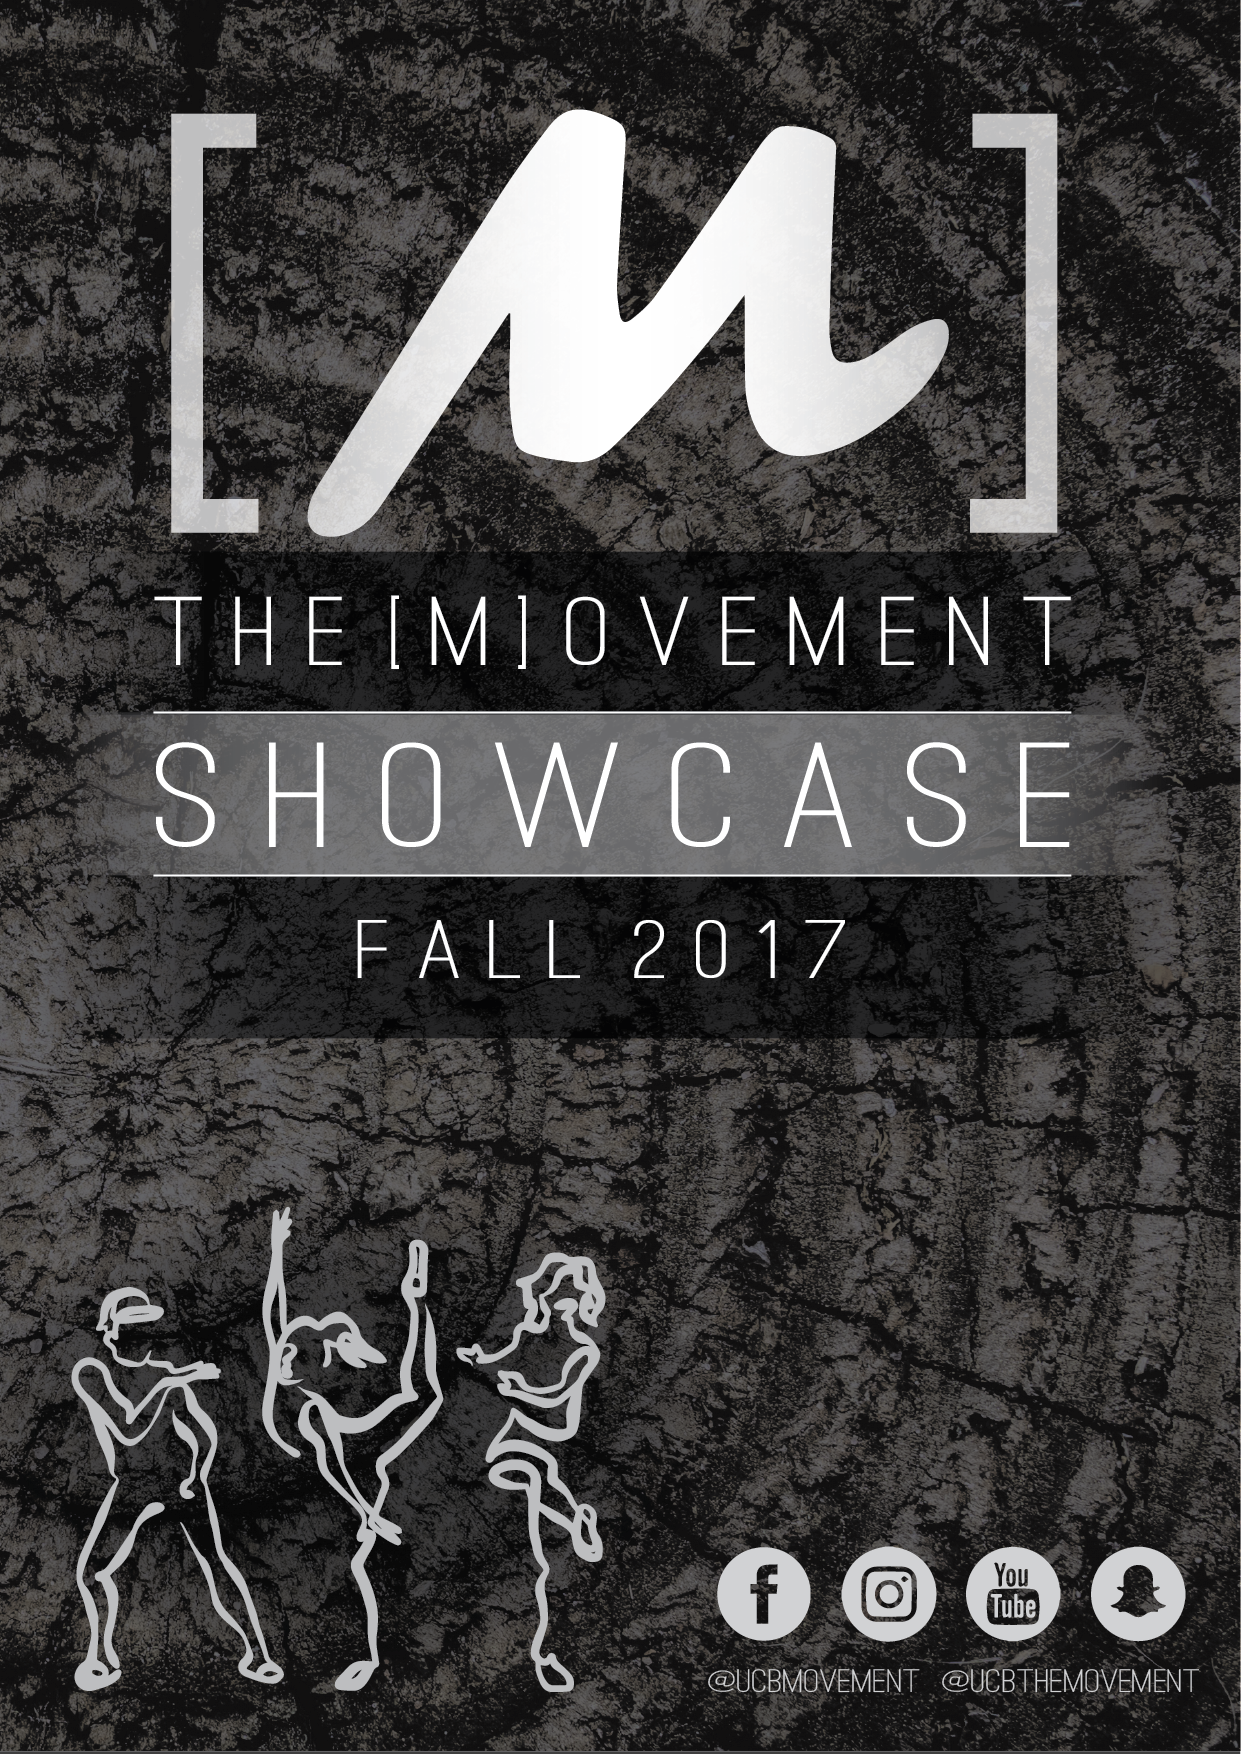 [M]
THE[M]OVEMENT
SHOWCASE
FALL 2017
You
Tube
@UCBMOVEMENT @UCBTHEMOVEMENT